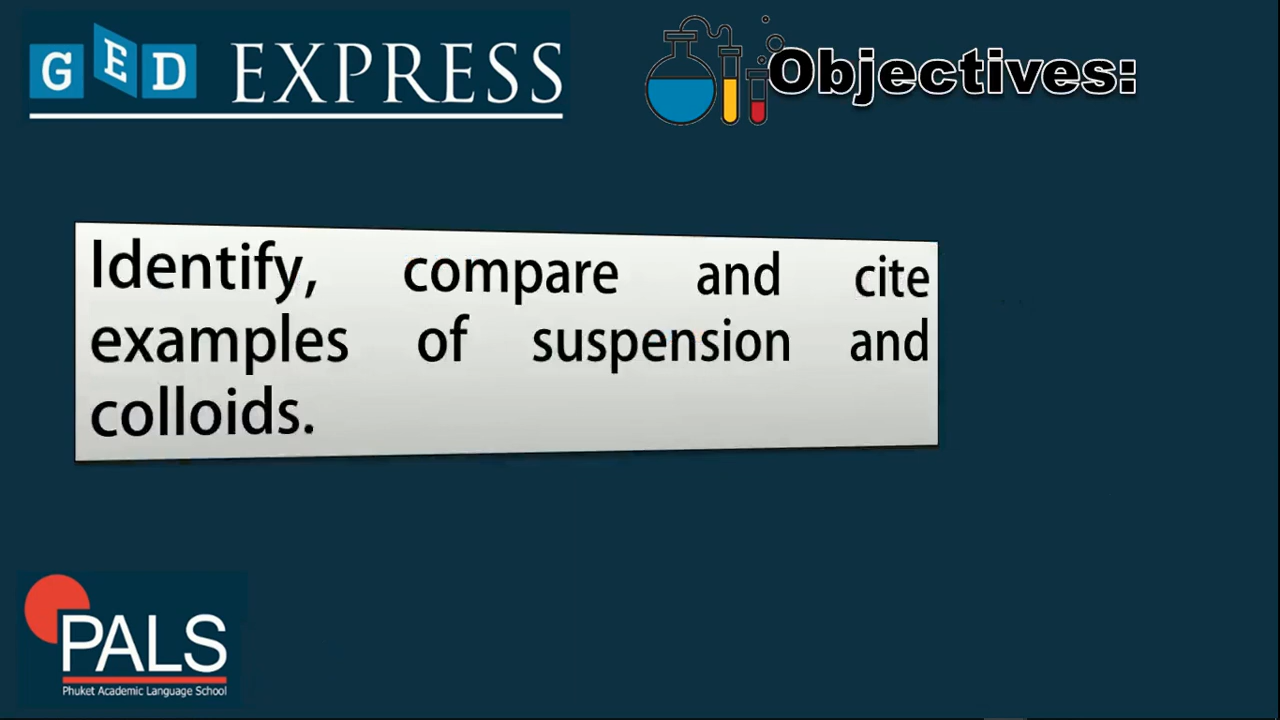 GED EXPRESS
Objectives:
Identify, compare and cite
examples of suspension and
colloids.
PALS
Phuket Academic Language School